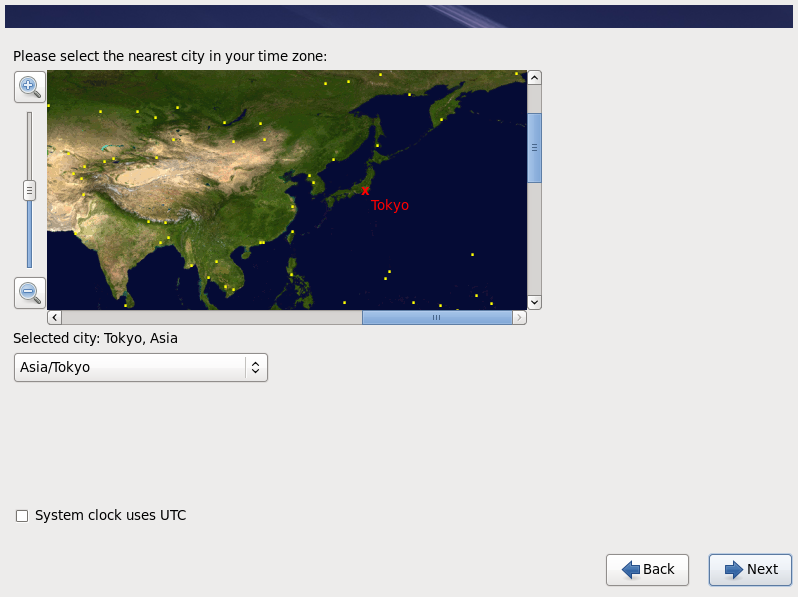 Please select the nearest city in your time zone:
Tokyo
Selected city: Tokyo, Asia
Asia/Tokyo
System clock uses UTC
Back
Next